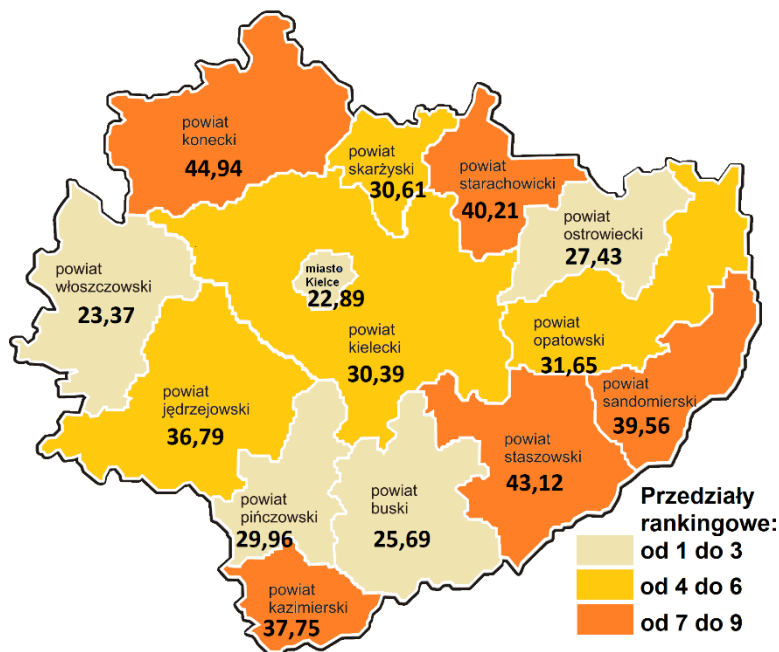 powiat
konecki
44,94
powiat
skarżyski
30,61
powiat
starachowicki
40,21
powiat
ostrowiecki
27,43
powiat
włoszczowski
23,37
miasto
Kielce
22,89
powiat
kielecki
30,39
powiat
opatowski
31,65
powiat
sandomierski
39,56
powiat
jędrzejowski
36,79
powiat
staszowski
43,12
powiat
pińczowski
29,96
powiat
buski
25,69
powiat
kazimierski
37,75
Przedziały
rankingowe:
od 1 do 3
od 4 do 6
od 7 do 9